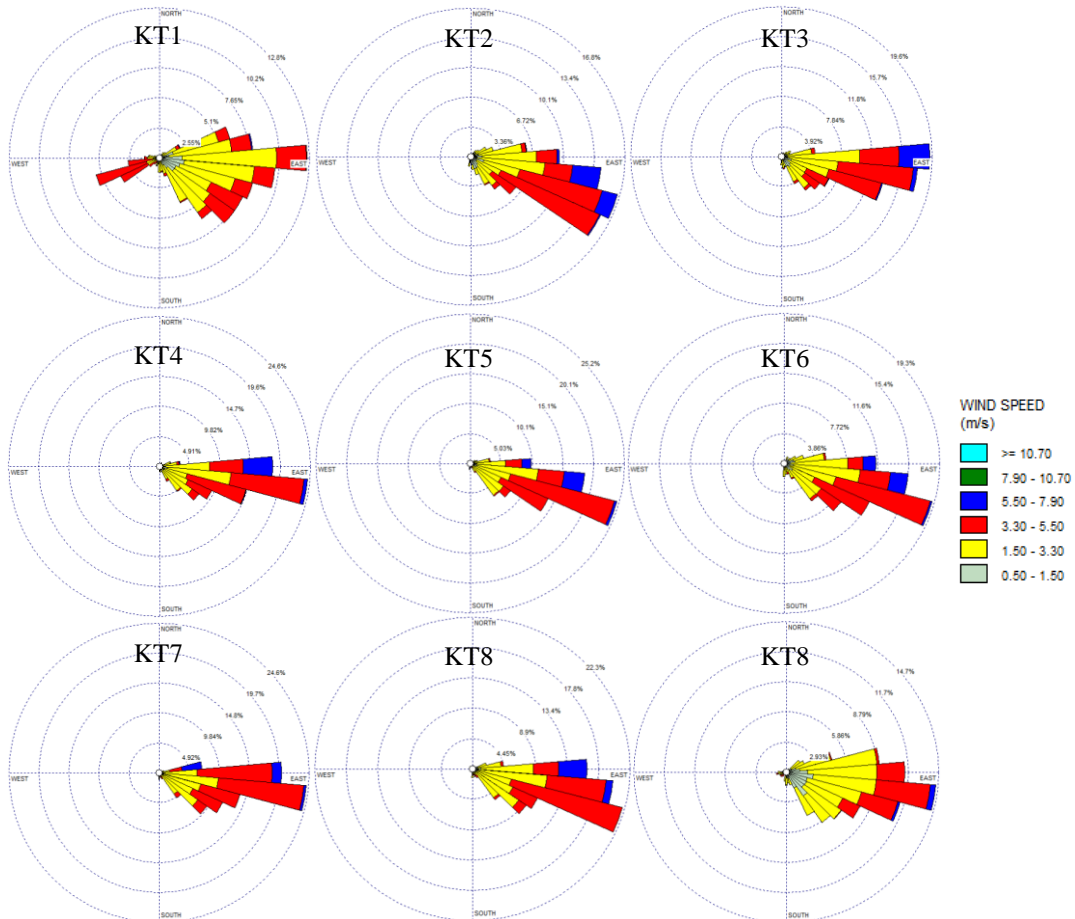 NORTH
KT1
12.8%
10.2%
7.65%
5.1%
2.55%
WEST
EAST
SOUTH
NORTH
KT2
16.8%
13.4%
10.1%
6.72%
3.36%
WEST
EAST
SOUTH
NORTH
KT3
19.6%
15.7%
11.8%
7.84%
3.92%
WEST
EAST
SOUTH
NORTH
KT4
24.6%
19.6%
14.7%
9.82%
4.91%
WEST
EAST
SOUTH
NORTH
KT5
25.2%
20.1%
15.1%
10.1%
5.03%
WEST
EAST
SOUTH
NORTH
KT6
19.3%
15.4%
11.6%
7.72%
3.86%
WEST
EAST
SOUTH
WIND SPEED
(m/s)
>= 10.70
7.90 - 10.70
5.50 - 7.90
3.30 - 5.50
1.50 - 3.30
0.50 - 1.50
NORTH
KT7
24.6%
19.7%
14.8%
9.84%
4.92%
WEST
EAST
SOUTH
NORTH
KT8
22.3%
17.8%
13.4%
8.9%
4.45%
WEST
EAST
SOUTH
NORTH
KT8
14.7%
11.7%
8.79%
5.86%
2.93%
WEST
EAST
SOUTH